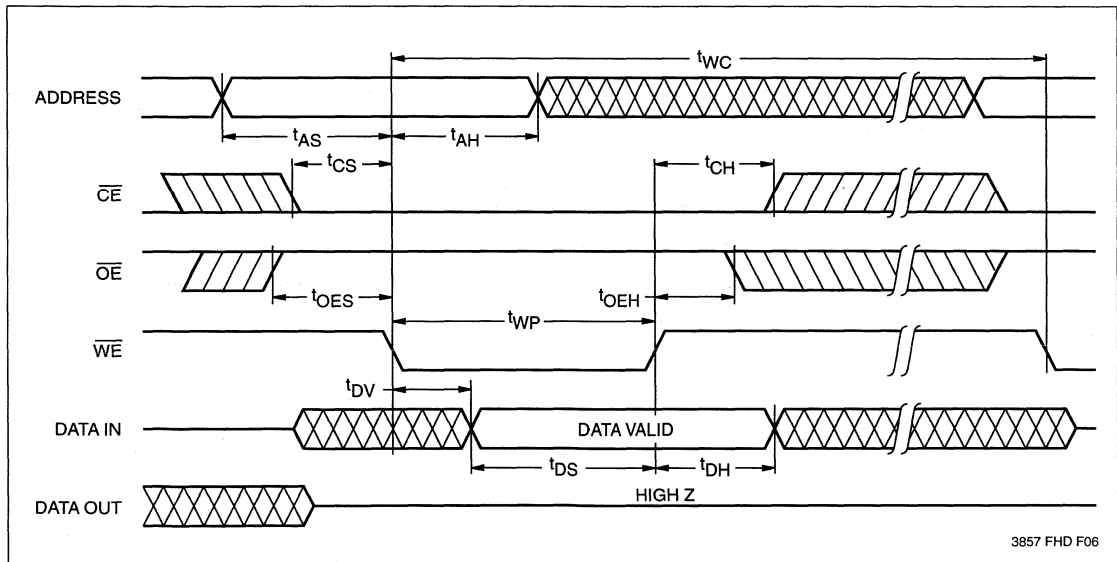 tWC
ADDRESS
tAS
tAH
tCS
tCH
CE
OE
tOES
tOEH
tWP
WE
tDV
DATA IN
DATA VALID
tDS
tDH
HIGH Z
DATA OUT
3857 FHD F06